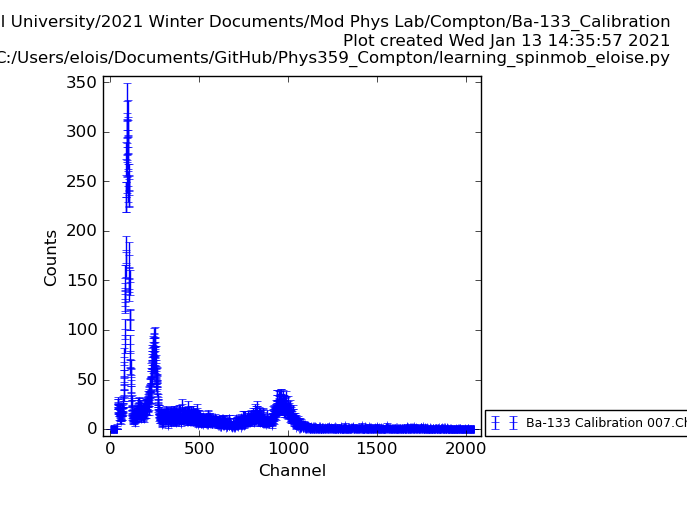 l University/2021 Winter Documents/Mod Phys Lab/Compton/Ba-133_Calibration
Plot created Wed Jan 13 14:35:57 2021
C:/Users/elois/Documents/GitHub/Phys359_Compton/learning_spinmob_eloise.py
350
300
250
200
150
100
50
0
Counts
0 500 1000 1500 2000
Channel
Ba-133 Calibration 007.Ch